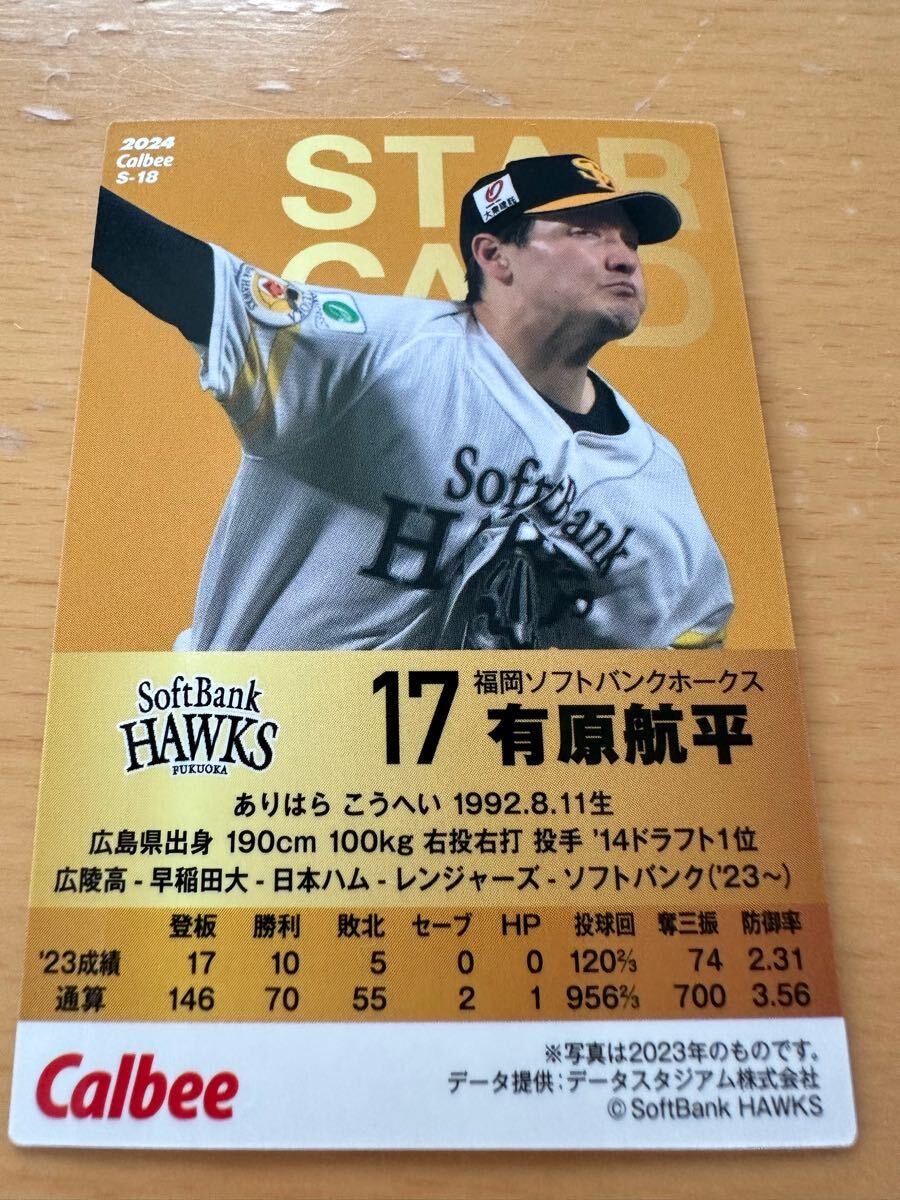 2024
Calbee
S-18
STAR
CARD
大東建託
SoftBank
H
SoftBank
HAWKS
FUKUOKA
17
福岡ソフトバンクホークス
有原航平
ありはら こうへい 1992.8.11生
広島県出身 190cm 100kg 右投右打 投手 '14ドラフト1位
広陵高 - 早稲田大 - 日本ハム - レンジャーズ - ソフトバンク('23〜)
登板 勝利 敗北 セーブ HP 投球回 奪三振 防御率
'23成績 17 10 5 0 0 120⅔ 74 2.31
通算 146 70 55 2 1 956⅔ 700 3.56
Calbee
※写真は2023年のものです。
データ提供：データスタジアム株式会社
© SoftBank HAWKS